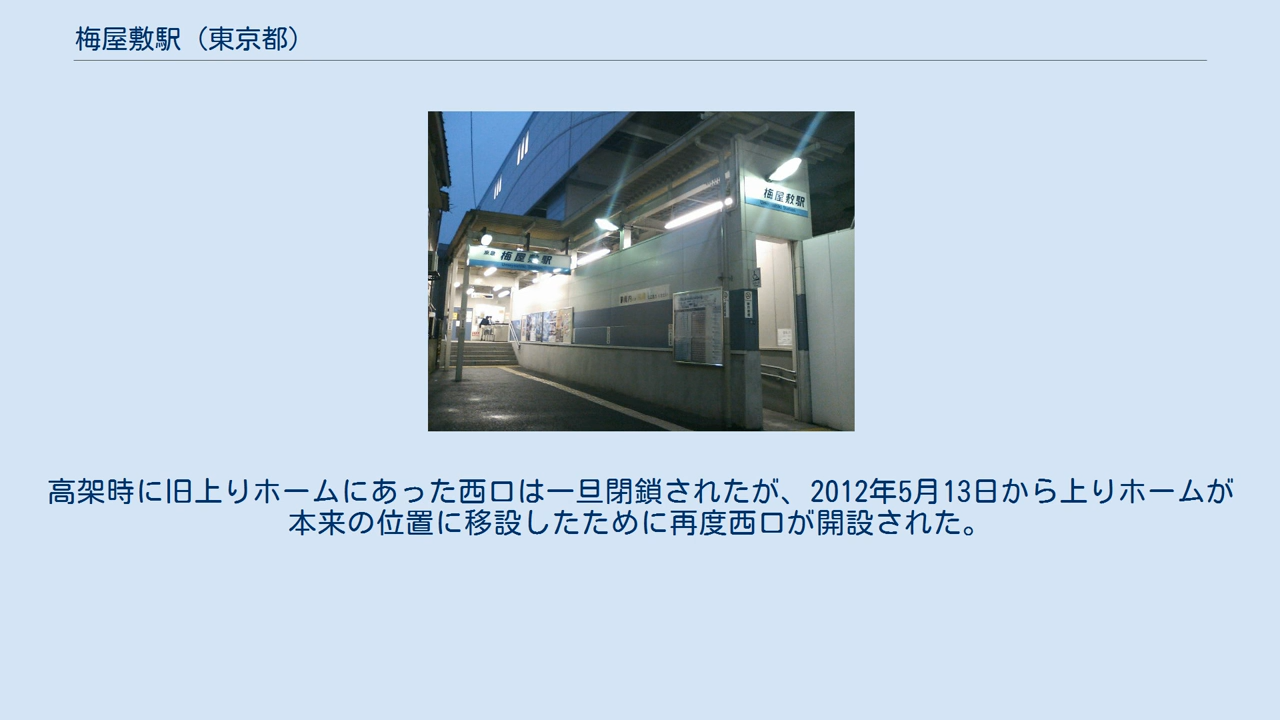 梅屋敷駅（東京都）
梅屋敷駅
京急 梅屋敷駅
高架時に旧上りホームにあった西口は一旦閉鎖されたが、2012年5月13日から上りホームが
本来の位置に移設したために再度西口が開設された。